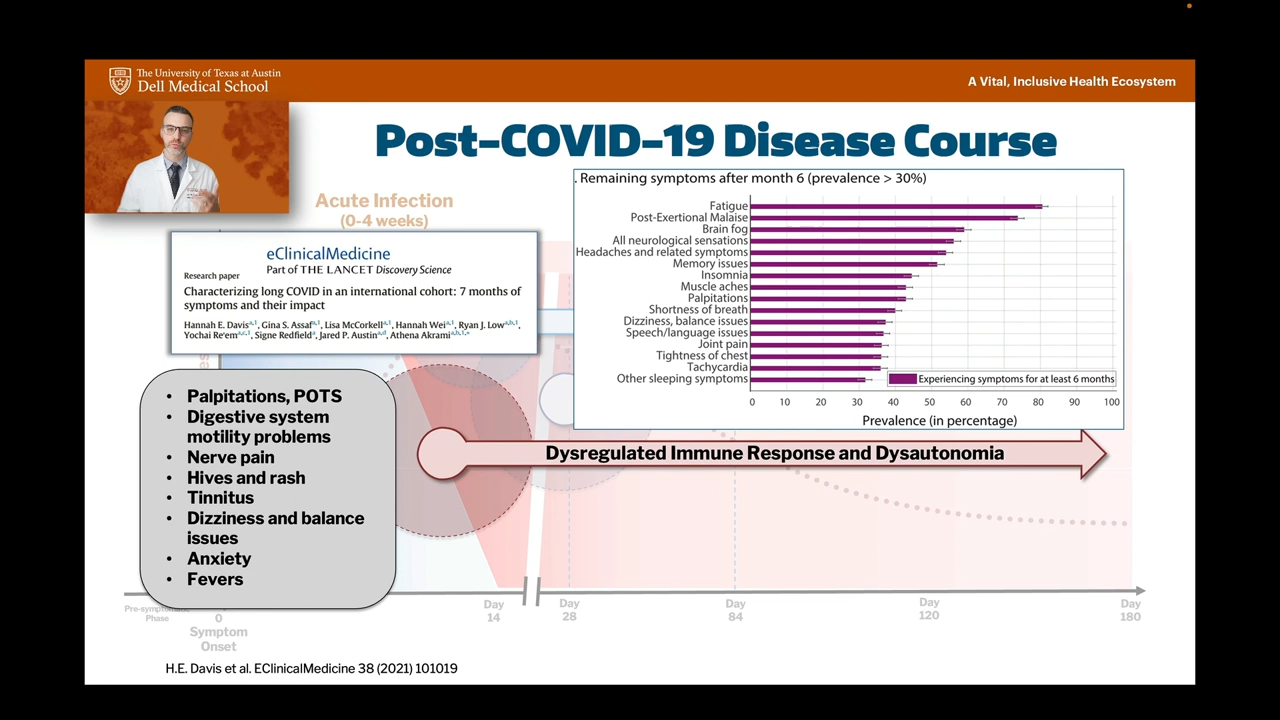 The University of Texas at Austin
Dell Medical School
A Vital, Inclusive Health Ecosystem
Post-COVID-19 Disease Course
Acute Infection
(0-4 weeks)
eClinicalMedicine
Part of THE LANCET Discovery Science
Research paper
Characterizing long COVID in an international cohort: 7 months of
symptoms and their impact
Hannah E. Davis, Gina S. Assaf, Lisa McCorkell, Hannah Wei, Ryan J. Low,
Yochai Re'em, Signe Redfield, Jared P. Austin, Athena Akrami
. Remaining symptoms after month 6 (prevalence > 30%)
Fatigue
Post-Exertional Malaise
Brain fog
All neurological sensations
Headaches and related symptoms
Memory issues
Insomnia
Muscle aches
Palpitations
Shortness of breath
Dizziness, balance issues
Speech/language issues
Joint pain
Tightness of chest
Tachycardia
Other sleeping symptoms
Experiencing symptoms for at least 6 months
0 10 20 30 40 50 60 70 80 90 100
Prevalence (in percentage)
• Palpitations, POTS
• Digestive system
motility problems
• Nerve pain
• Hives and rash
• Tinnitus
• Dizziness and balance
issues
• Anxiety
• Fevers
Dysregulated Immune Response and Dysautonomia
Phase
0
Symptom
Onset
Day
14
Day
28
Day
84
Day
120
Day
180
H.E. Davis et al. EClinicalMedicine 38 (2021) 101019